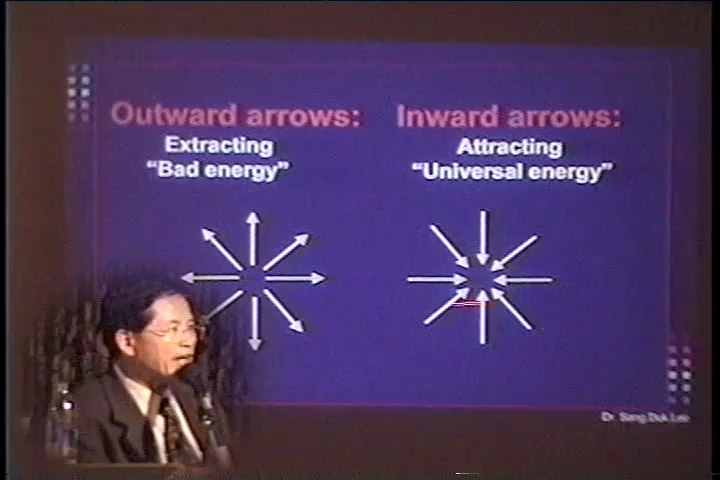 Outward arrows:
Extracting
“Bad energy”
Inward arrows:
Attracting
“Universal energy”
Dr. Sang Duk Lee